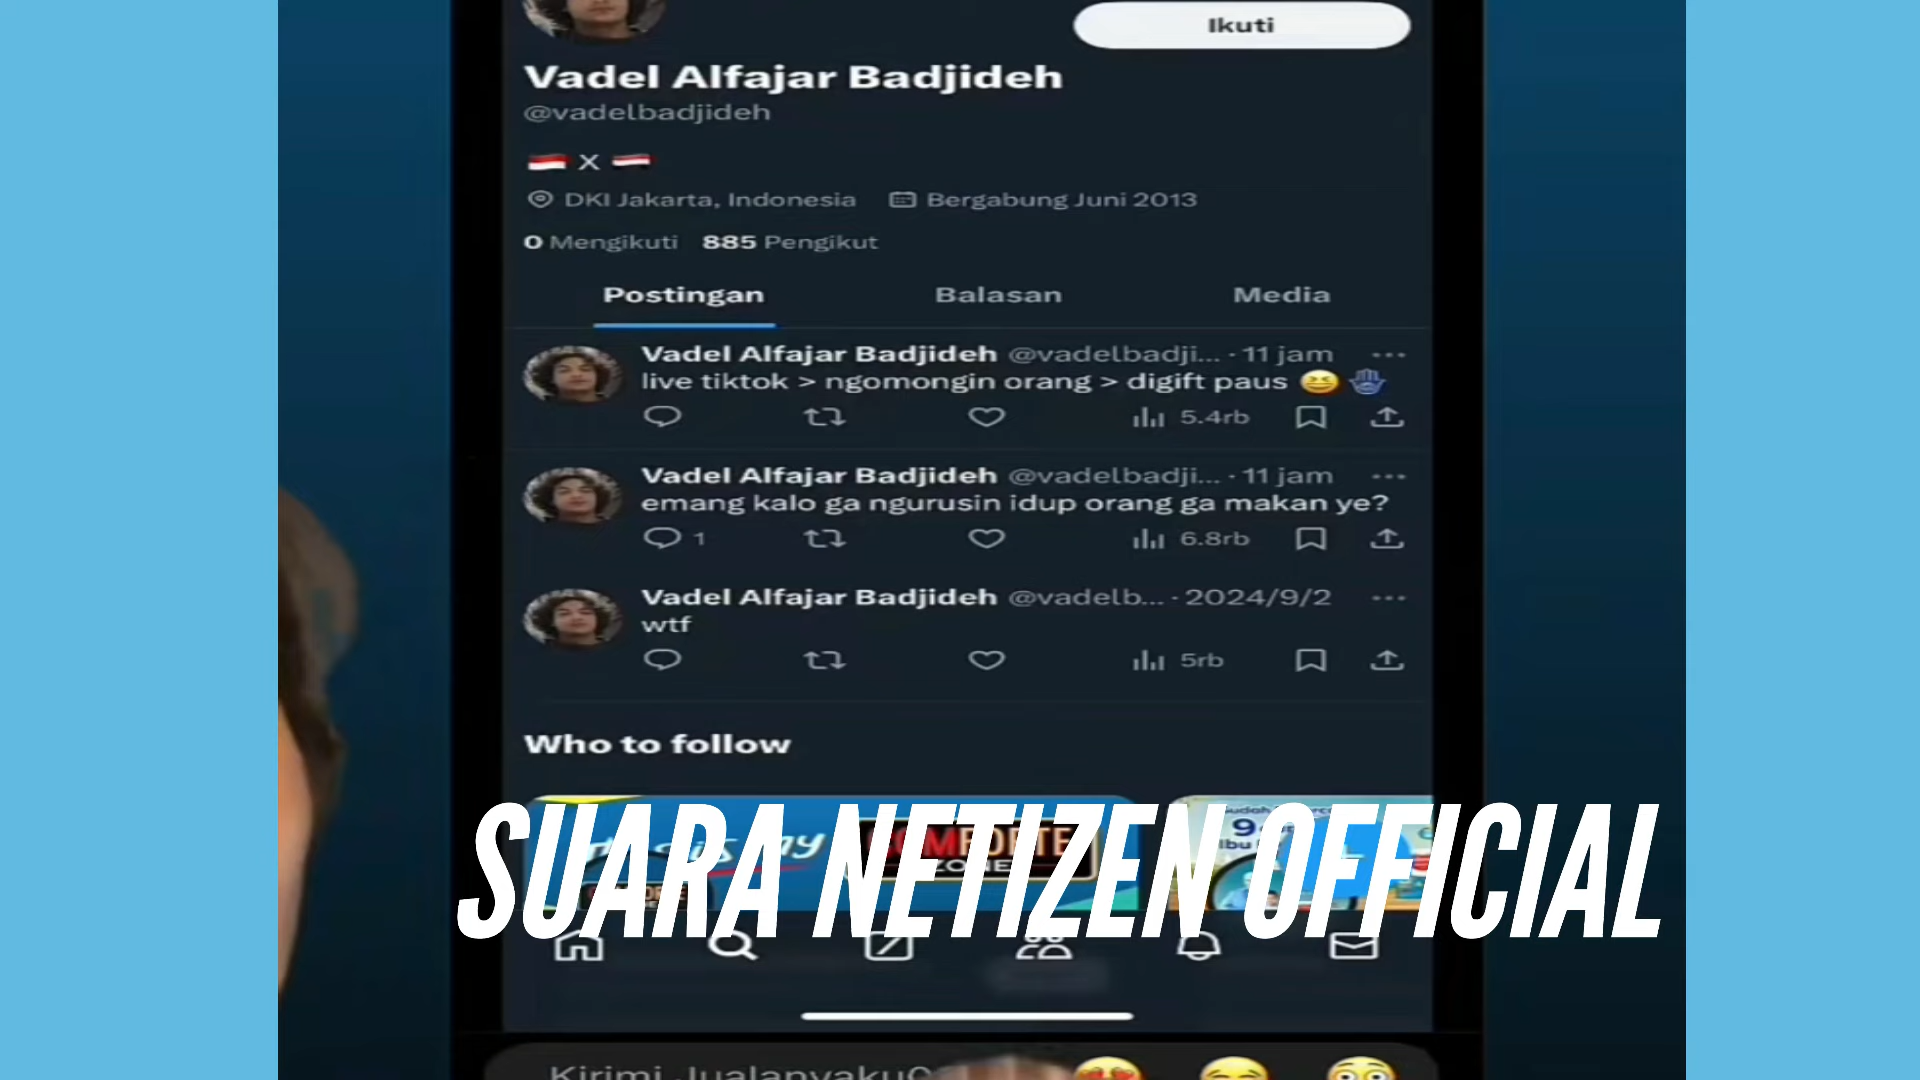 Ikuti
Vadel Alfajar Badjideh
@vadelbadjideh
🇮🇩 X 🇾🇪
DKI Jakarta, Indonesia Bergabung Juni 2013
0 Mengikuti 885 Pengikut
Postingan Balasan Media
Vadel Alfajar Badjideh @vadelbadji... · 11 jam
live tiktok > ngomongin orang > digift paus 😆 🪬
5.4rb
Vadel Alfajar Badjideh @vadelbadji... · 11 jam
emang kalo ga ngurusin idup orang ga makan ye?
1 6.8rb
Vadel Alfajar Badjideh @vadelb... · 2024/9/2
wtf
5rb
Who to follow
ZONE
Ibu
SUARA NETIZEN OFFICIAL
Kirimi